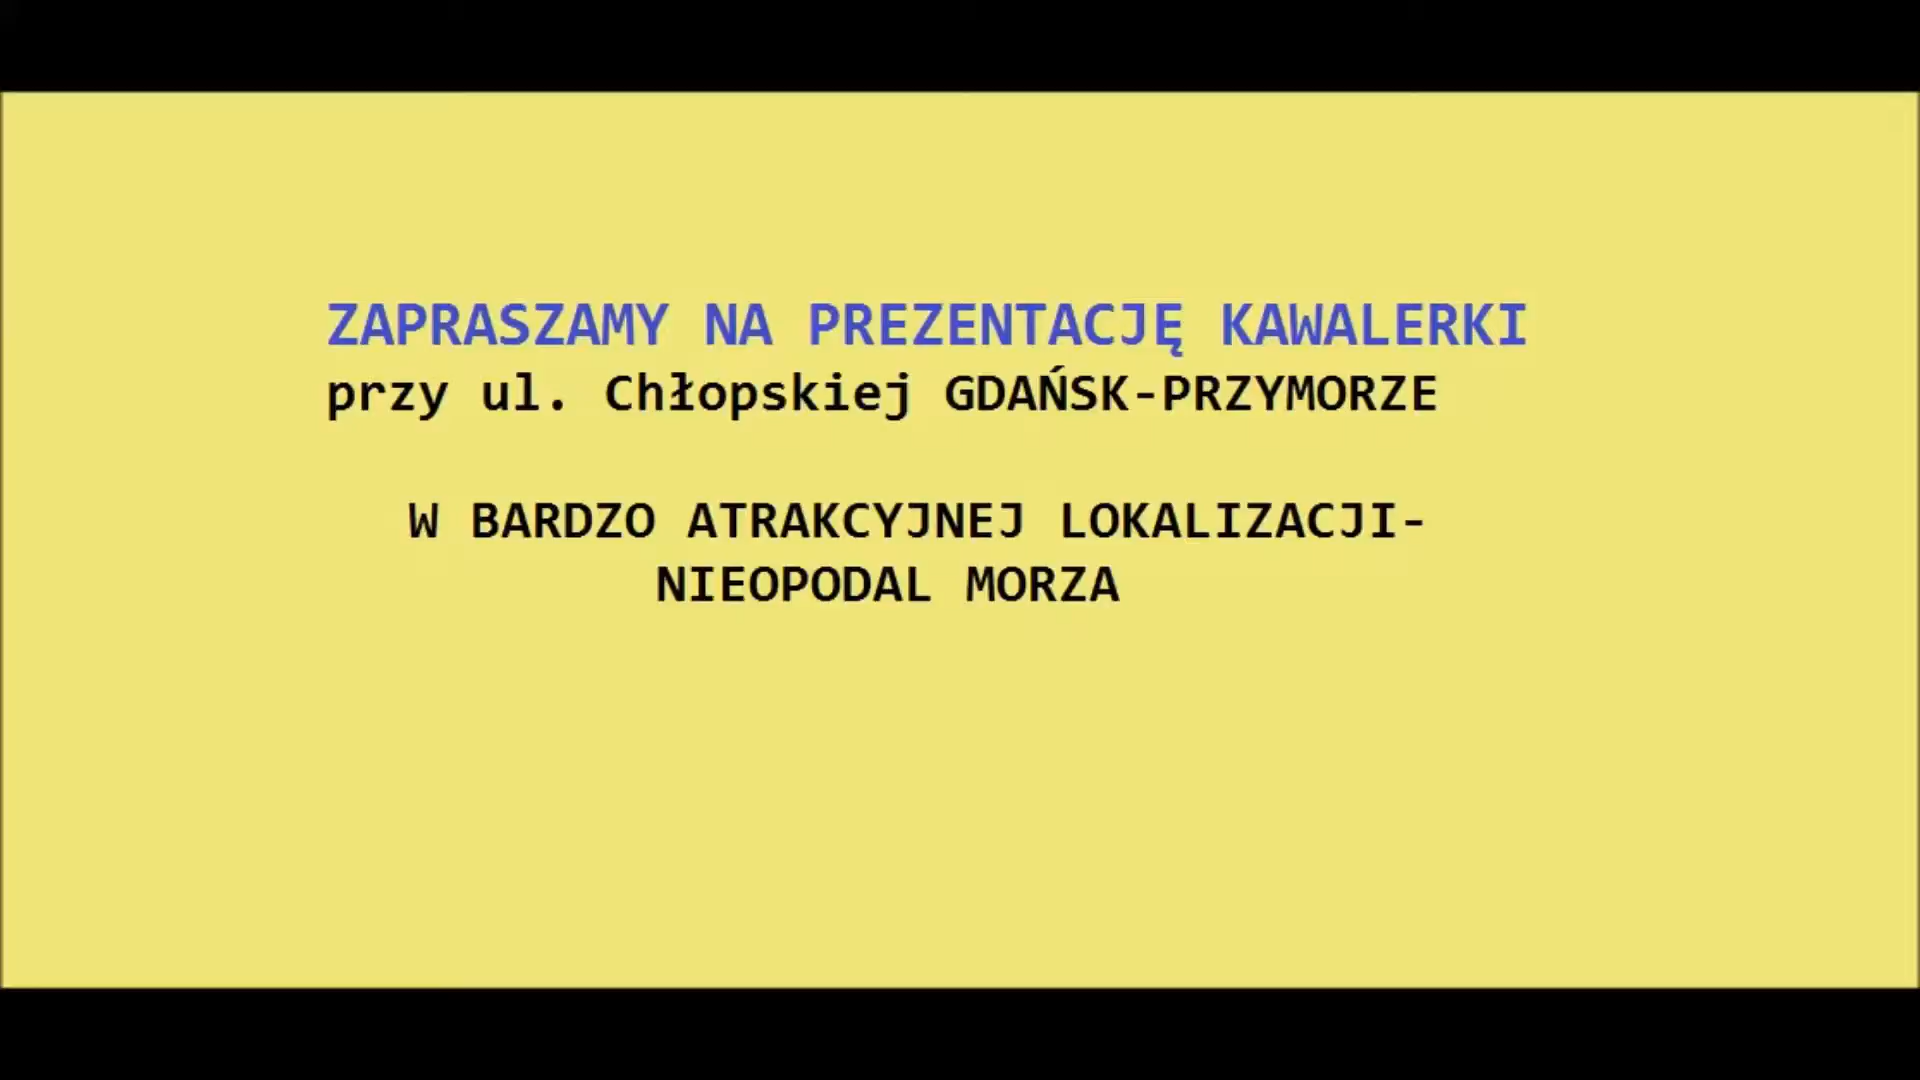 ZAPRASZAMY NA PREZENTACJĘ KAWALERKI
przy ul. Chłopskiej GDAŃSK-PRZYMORZE
W BARDZO ATRAKCYJNEJ LOKALIZACJI-
NIEOPODAL MORZA